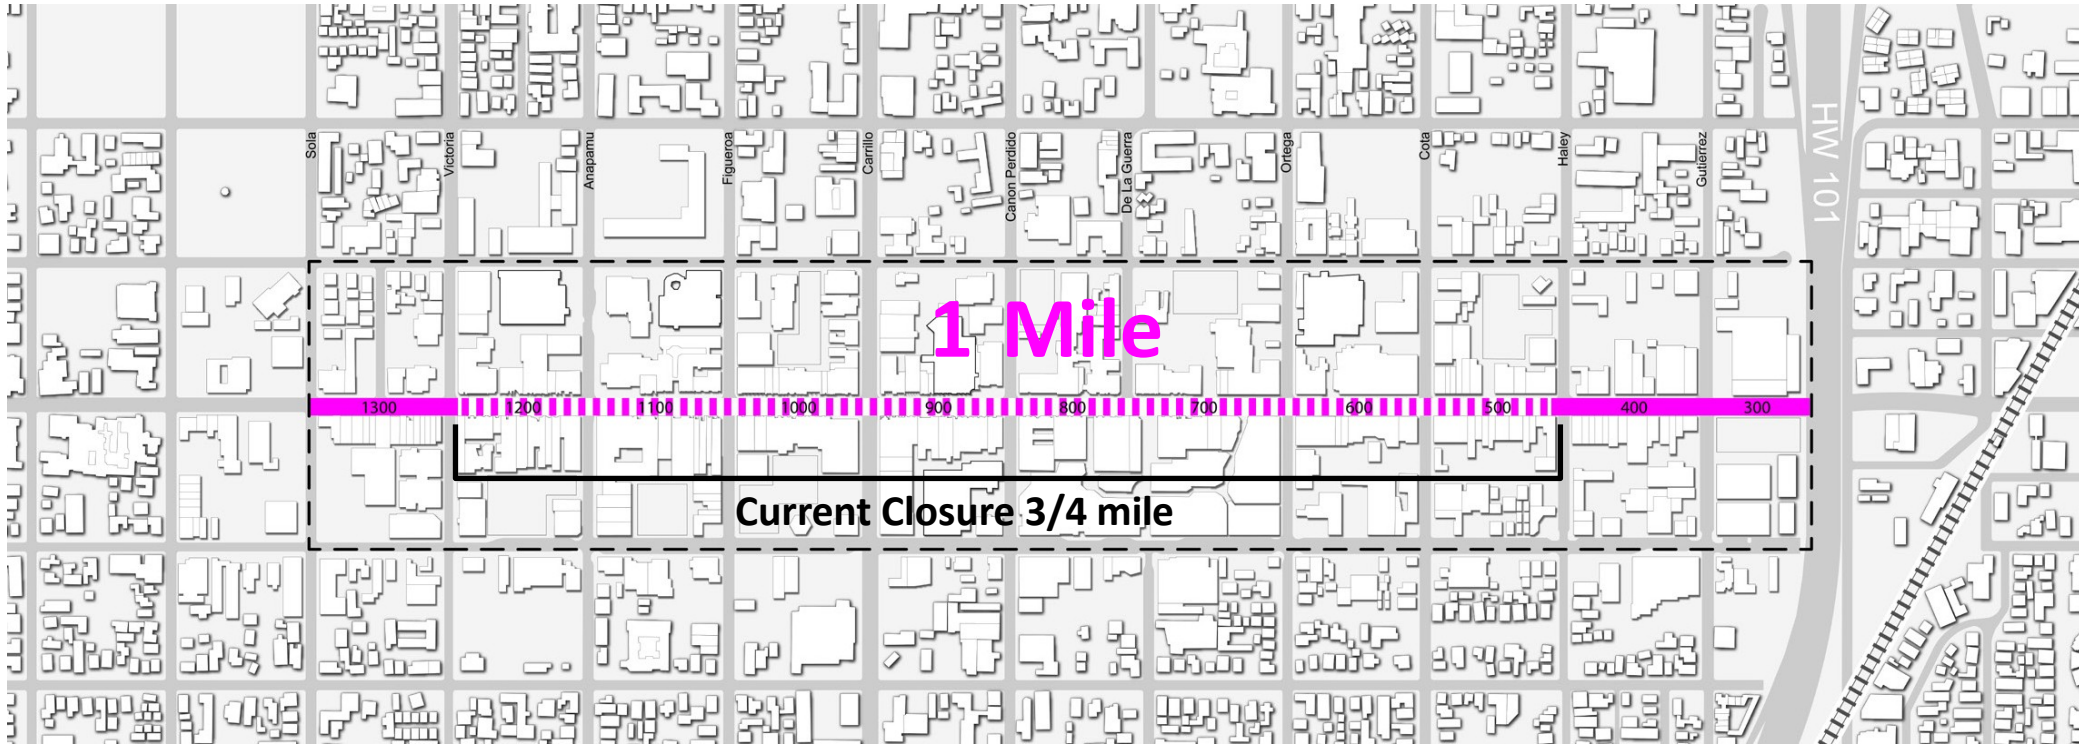 Sola
Victoria
Anapamu
Figueroa
Carrillo
Canon Perdido
De La Guerra
Ortega
Cota
Haley
Gutierrez
HW 101
1 Mile
1300
1200
1100
1000
900
800
700
600
500
400
300
Current Closure 3/4 mile